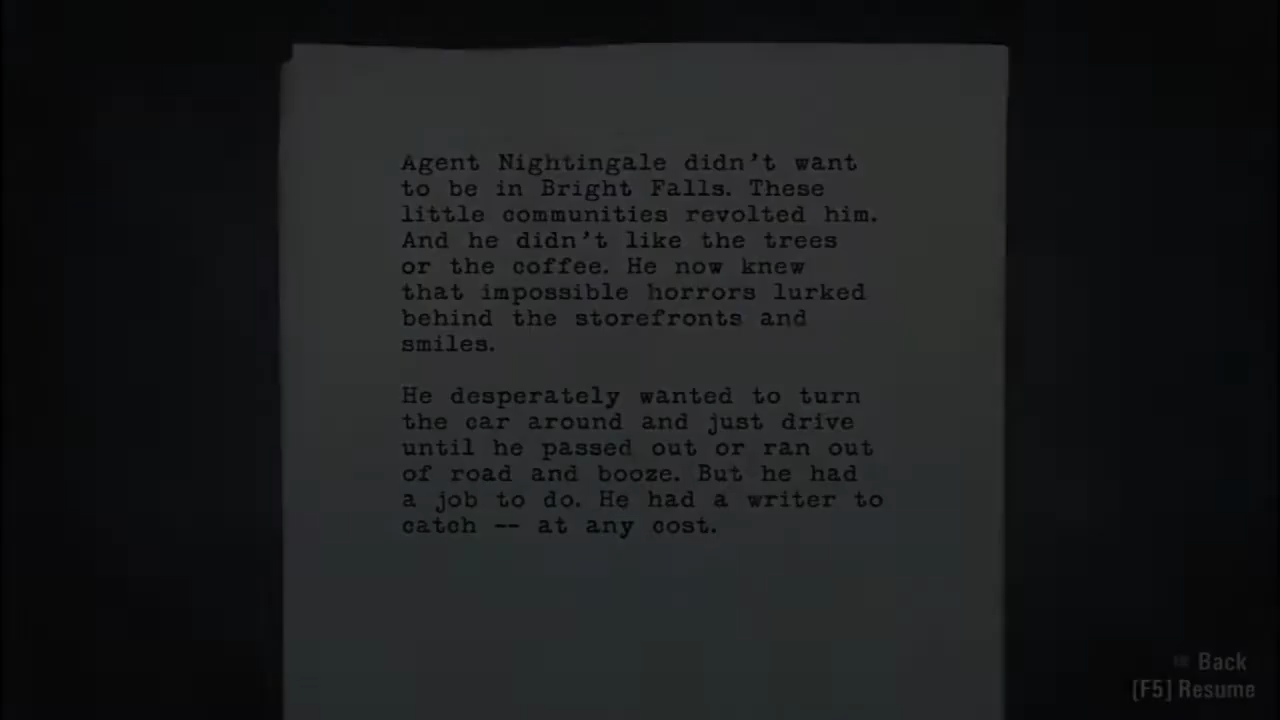 Agent Nightingale didn't want
to be in Bright Falls. These
little communities revolted him.
And he didn't like the trees
or the coffee. He now knew
that impossible horrors lurked
behind the storefronts and
smiles.
He desperately wanted to turn
the car around and just drive
until he passed out or ran out
of road and booze. But he had
a job to do. He had a writer to
catch -- at any cost.
Back
[F5] Resume